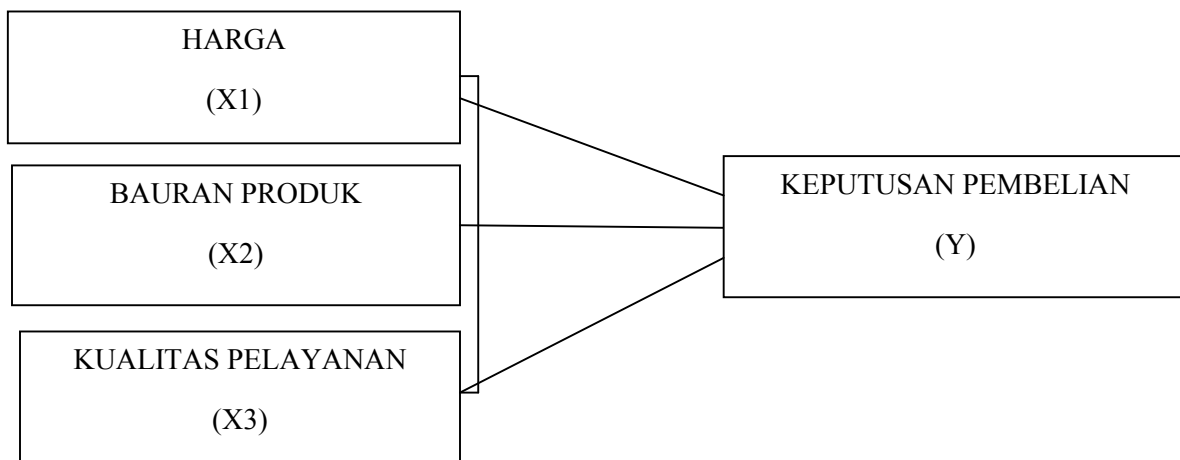 HARGA
(X1)
BAURAN PRODUK
(X2)
KUALITAS PELAYANAN
(X3)
KEPUTUSAN PEMBELIAN
(Y)